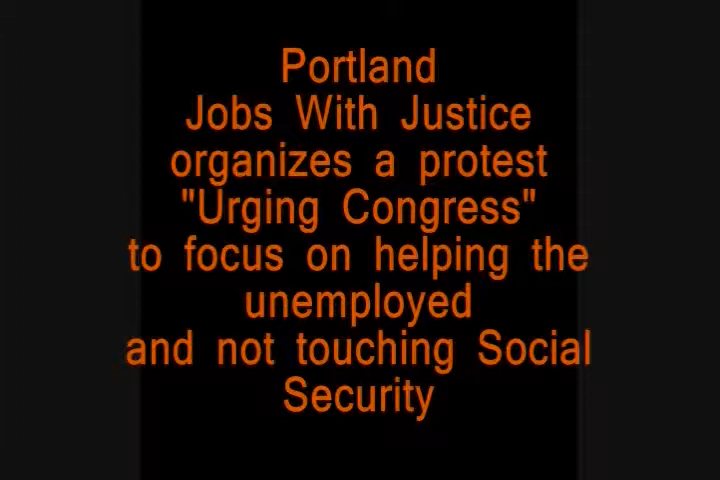 Portland
Jobs With Justice
organizes a protest
"Urging Congress"
to focus on helping the
unemployed
and not touching Social
Security